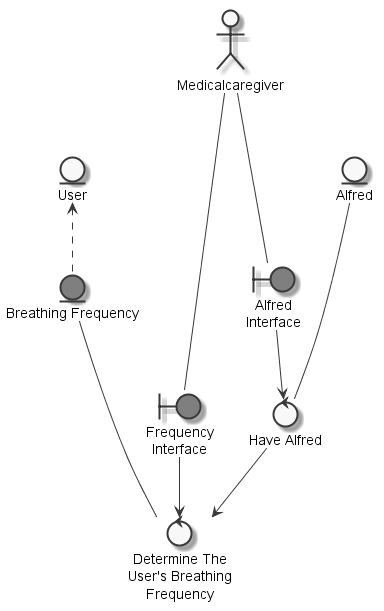 Medicalcaregiver
User
Alfred
Breathing Frequency
Alfred
Interface
Frequency
Interface
Have Alfred
Determine The
User's Breathing
Frequency